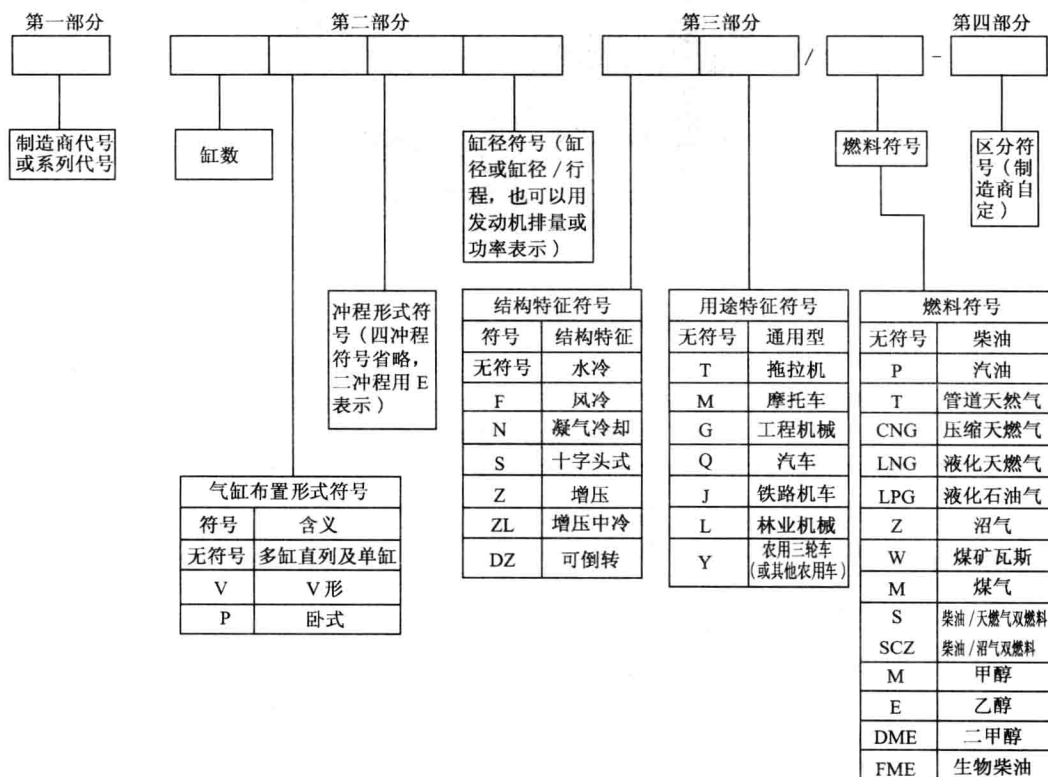 第一部分 第二部分 第三部分 第四部分
/ -
制造商代号
或系列代号
缸数
缸径符号（缸
径或缸径/行
程，也可以用
发动机排量或
功率表示）
燃料符号
区分符
号（制
造商自
定）
冲程形式符
号（四冲程
符号省略，
二冲程用 E
表示）
气缸布置形式符号
符号 含义
无符号 多缸直列及单缸
V V形
P 卧式
结构特征符号
符号 结构特征
无符号 水冷
F 风冷
N 凝气冷却
S 十字头式
Z 增压
ZL 增压中冷
DZ 可倒转
用途特征符号
无符号 通用型
T 拖拉机
M 摩托车
G 工程机械
Q 汽车
J 铁路机车
L 林业机械
Y 农用三轮车
（或其他农用车）
燃料符号
无符号 柴油
P 汽油
T 管道天然气
CNG 压缩天燃气
LNG 液化天燃气
LPG 液化石油气
Z 沼气
W 煤矿瓦斯
M 煤气
S 柴油/天燃气双燃料
SCZ 柴油/沼气双燃料
M 甲醇
E 乙醇
DME 二甲醇
FME 生物柴油